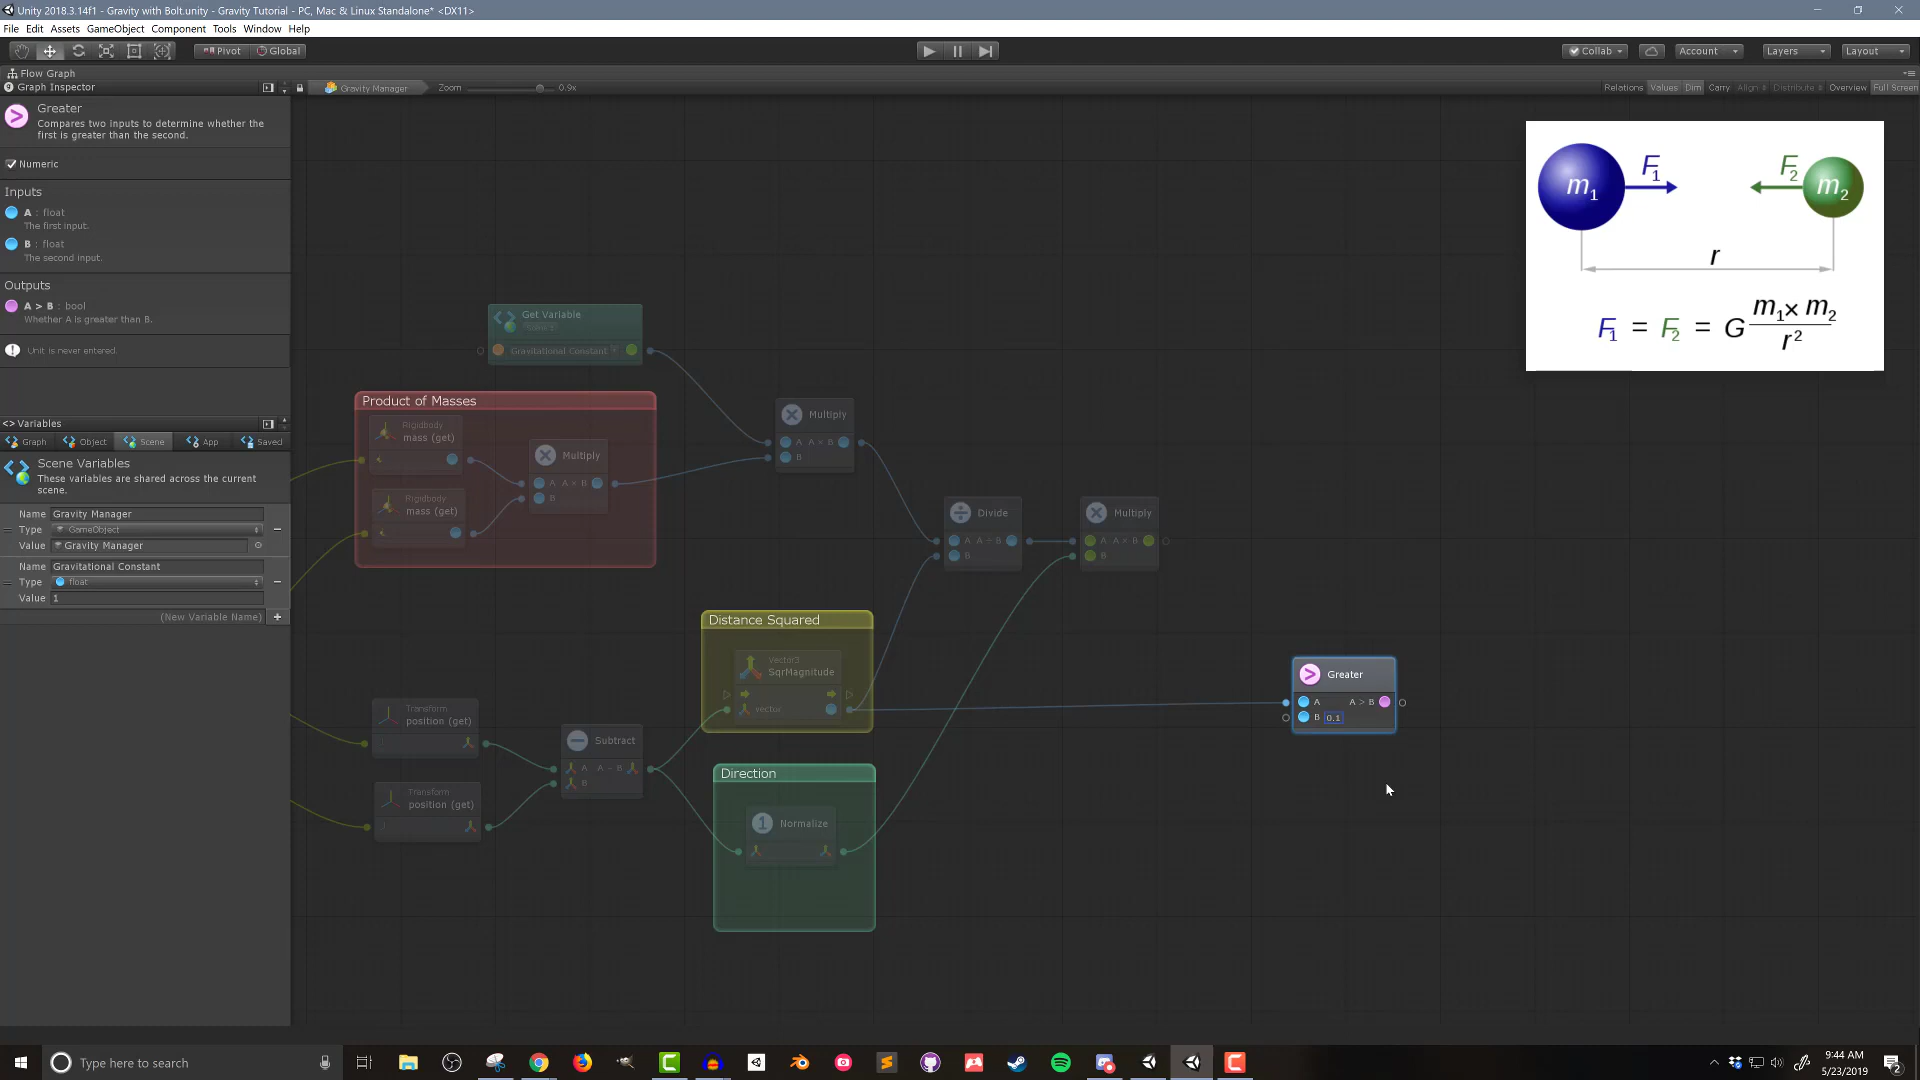 Unity 2018.3.14f1 - Gravity with Bolt.unity - Gravity Tutorial - PC, Mac & Linux Standalone* <DX11>
File Edit Assets GameObject Component Tools Window Help
Pivot Global Collab Account Layers Layout
Flow Graph
Graph Inspector
Gravity Manager Zoom 0.9x Relations Values Dim Carry Align Distribute Overview Full Screen
Greater
Compares two inputs to determine whether the
first is greater than the second.
Numeric
Inputs
A : float
The first input.
B : float
The second input.
Outputs
A > B : bool
Whether A is greater than B.
Unit is never entered.
<> Variables
Graph Object Scene App Saved
Scene Variables
These variables are shared across the current
scene.
Name Gravity Manager
Type GameObject
Value Gravity Manager
Name Gravitational Constant
Type float
Value 1
(New Variable Name)
Get Variable
Gravitational Constant
Product of Masses
Rigidbody
mass (get)
Rigidbody
mass (get)
Multiply
A A × B
B
Multiply
A A × B
B
Divide
A A ÷ B
B
Multiply
A A × B
B
Distance Squared
Vector3
SqrMagnitude
vector
Transform
position (get)
Transform
position (get)
Subtract
A A − B
B
Direction
1 Normalize
Greater
A A > B
B 0.1
m1 F1 F2 m2
r
F1 = F2 = G m1 × m2
r2
Type here to search
9:44 AM
5/23/2019
2